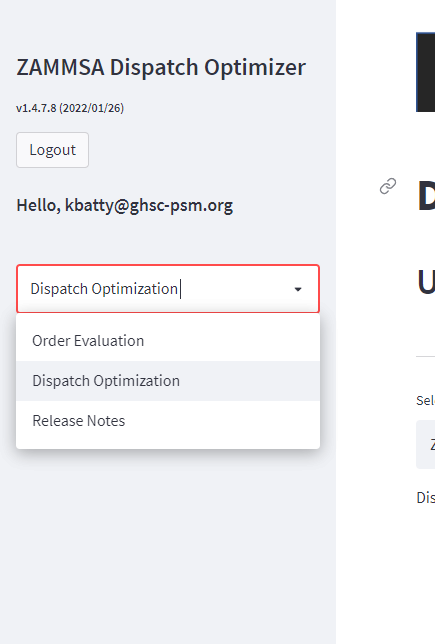 ZAMMSA Dispatch Optimizer
v1.4.7.8 (2022/01/26)
Logout
Hello, kbatty@ghsc-psm.org
Dispatch Optimization
Order Evaluation
Dispatch Optimization
Release Notes